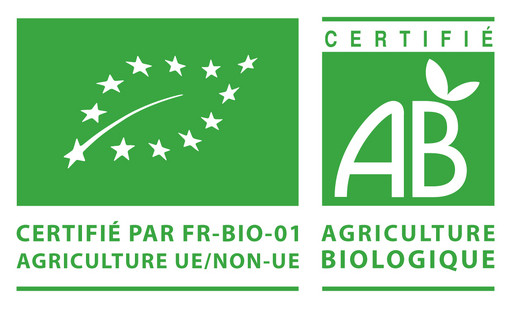 CERTIFIÉ PAR FR-BIO-01
AGRICULTURE UE/NON-UE
CERTIFIÉ
AB
AGRICULTURE
BIOLOGIQUE